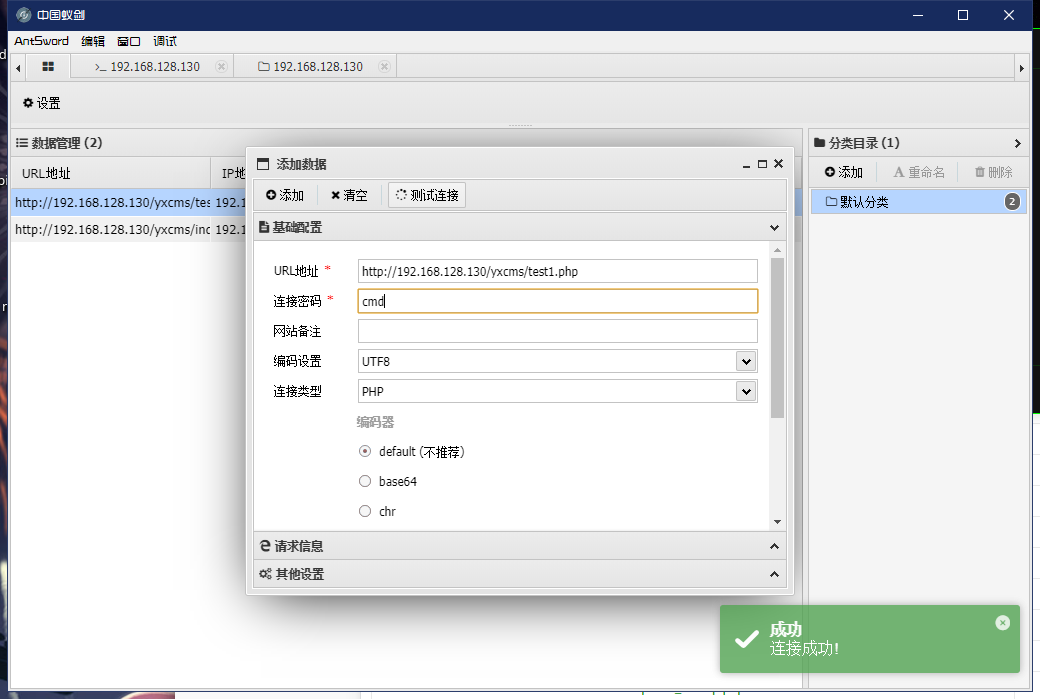 中国蚁剑
AntSword 编辑 窗口 调试
>_ 192.168.128.130 192.168.128.130
设置
数据管理 (2)
分类目录 (1)
URL地址 IP地
添加 重命名 删除
http://192.168.128.130/yxcms/tes 192.1
默认分类 2
http://192.168.128.130/yxcms/inc 192.1
添加数据
添加 清空 测试连接
基础配置
URL地址 * http://192.168.128.130/yxcms/test1.php
连接密码 * cmd
网站备注
编码设置 UTF8
连接类型 PHP
编码器
default (不推荐)
base64
chr
请求信息
其他设置
成功
连接成功!